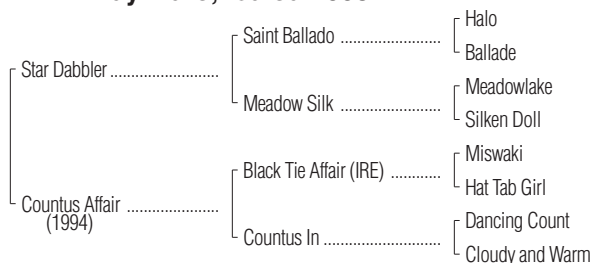 Halo
Saint Ballado ........................
Ballade
Star Dabbler ..........................
Meadowlake
Meadow Silk ........................
Silken Doll
Miswaki
Black Tie Affair (IRE) ............
Hat Tab Girl
Countus Affair ......................
(1994)
Dancing Count
Countus In ............................
Cloudy and Warm